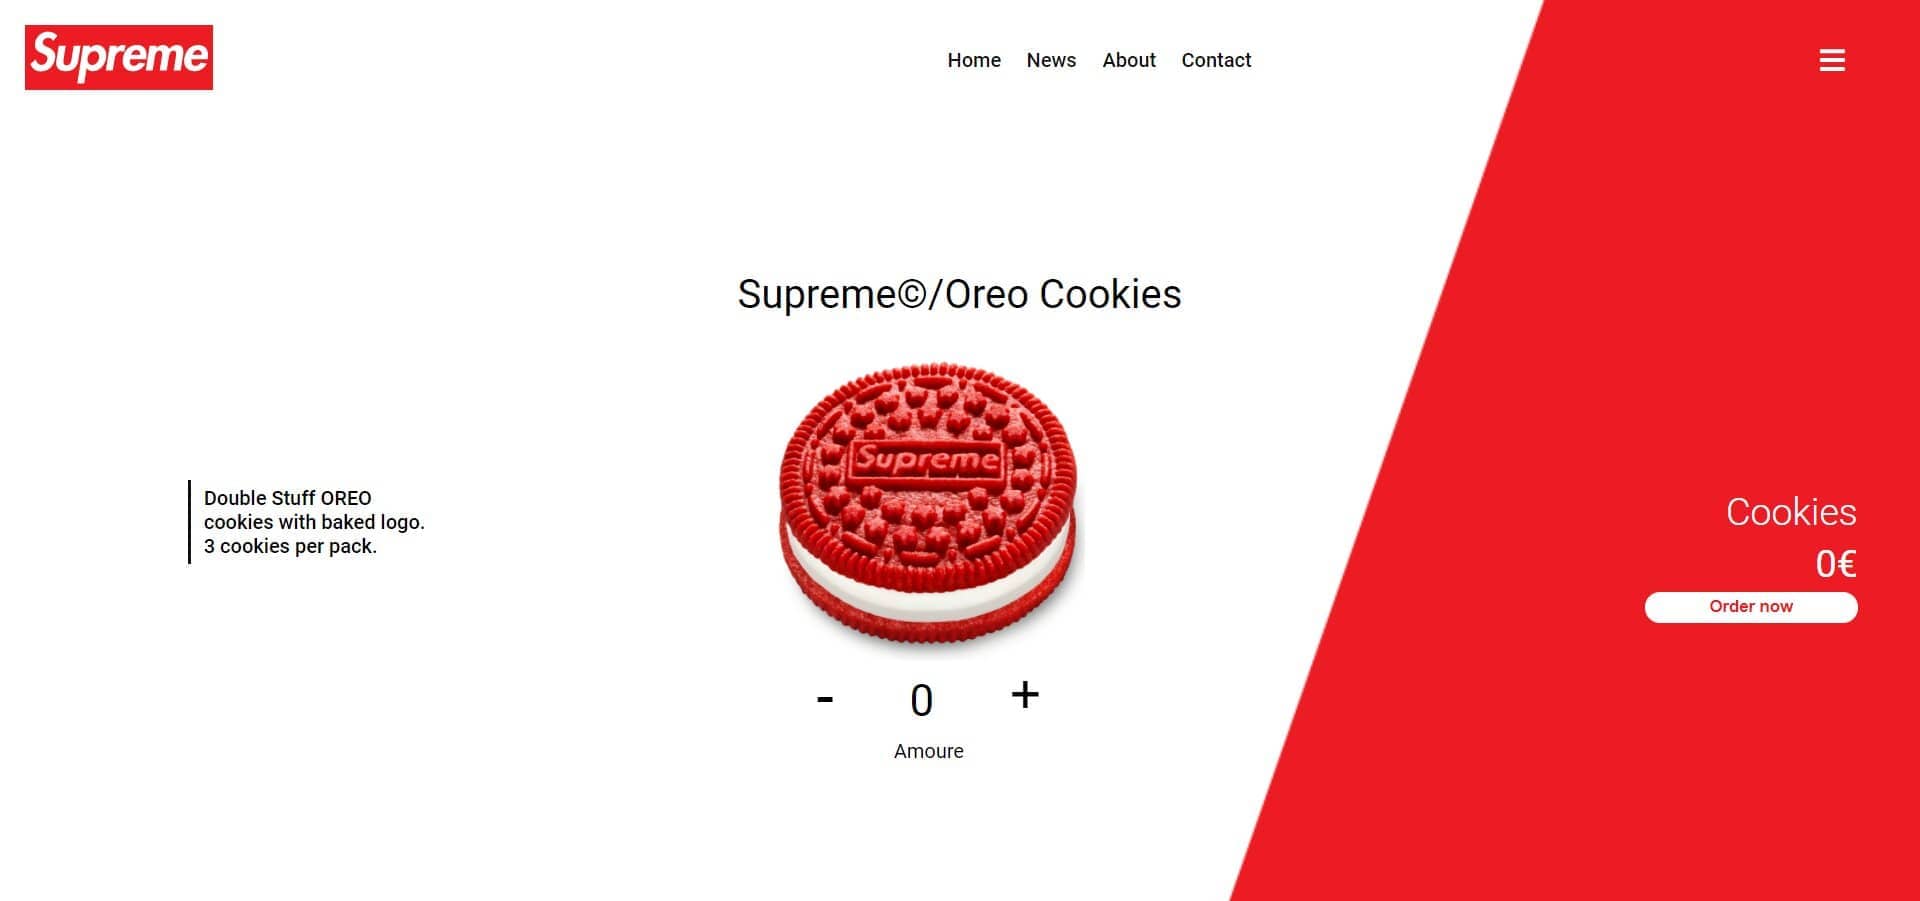 Supreme
Home News About Contact
Supreme©/Oreo Cookies
Supreme
Double Stuff OREO
cookies with baked logo.
3 cookies per pack.
Cookies
0€
Order now
- 0 +
Amoure